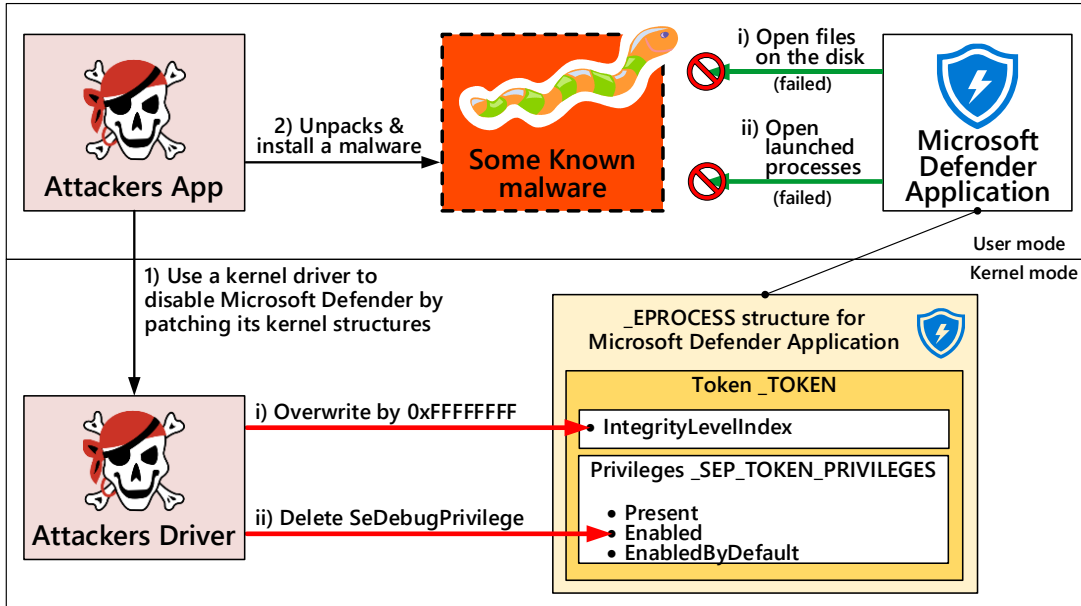 Attackers App
2) Unpacks &
install a malware
Some Known
malware
i) Open files
on the disk
(failed)
ii) Open
launched
processes
(failed)
Microsoft
Defender
Application
User mode
Kernel mode
1) Use a kernel driver to
disable Microsoft Defender by
patching its kernel structures
_EPROCESS structure for
Microsoft Defender Application
Token _TOKEN
i) Overwrite by 0xFFFFFFFF
• IntegrityLevelIndex
Privileges _SEP_TOKEN_PRIVILEGES
• Present
• Enabled
• EnabledByDefault
Attackers Driver
ii) Delete SeDebugPrivilege